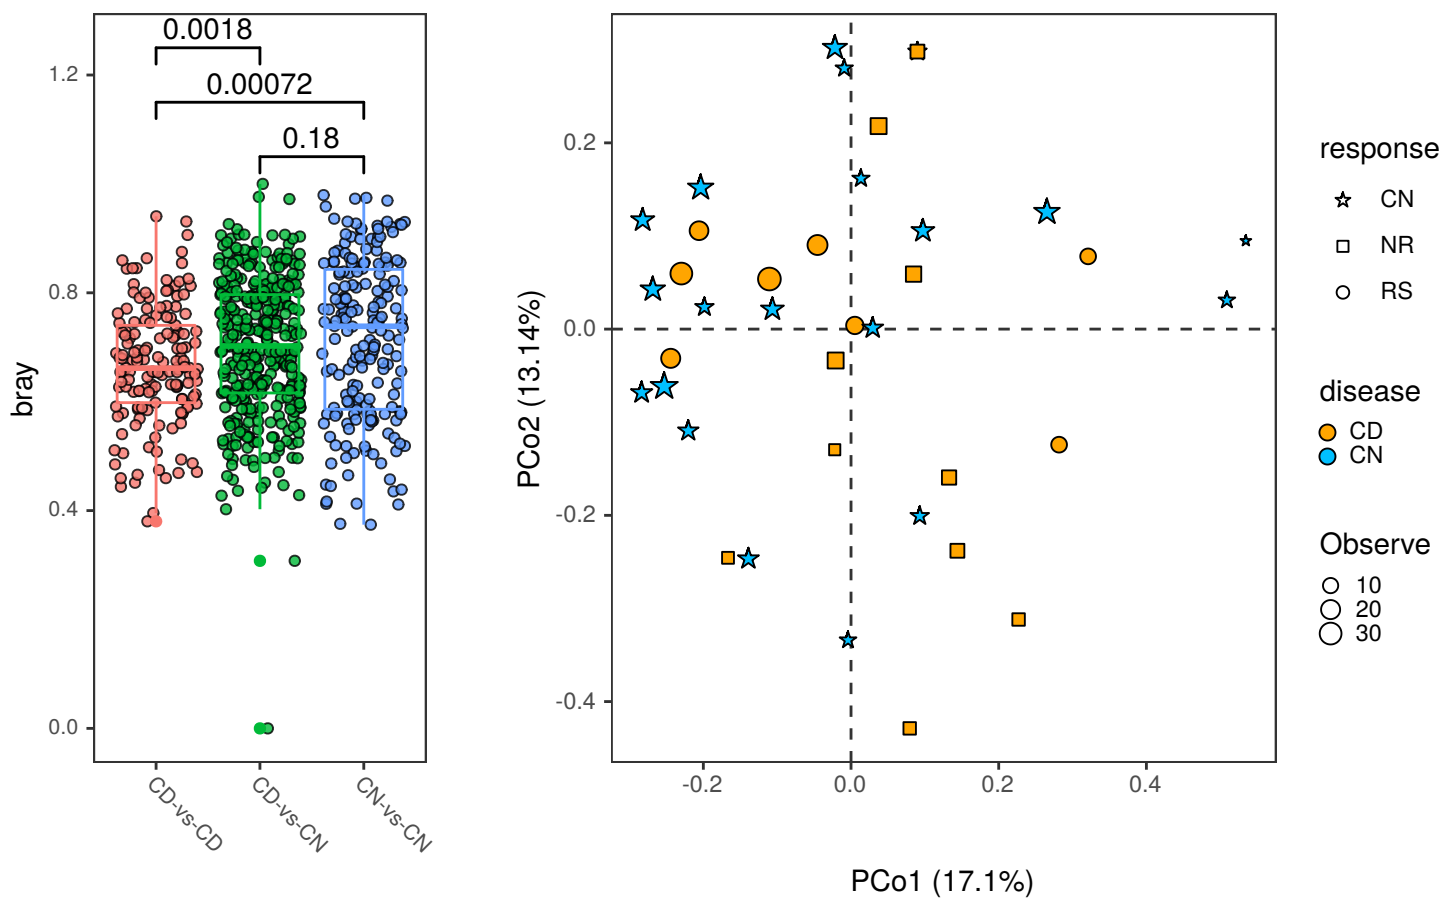 0.0018
0.00072
0.18
1.2
0.8
0.4
0.0
bray
CD-vs-CD
CD-vs-CN
CN-vs-CN
0.2
0.0
-0.2
-0.4
PCo2 (13.14%)
-0.2
0.0
0.2
0.4
PCo1 (17.1%)
response
CN
NR
RS
disease
CD
CN
Observe
10
20
30